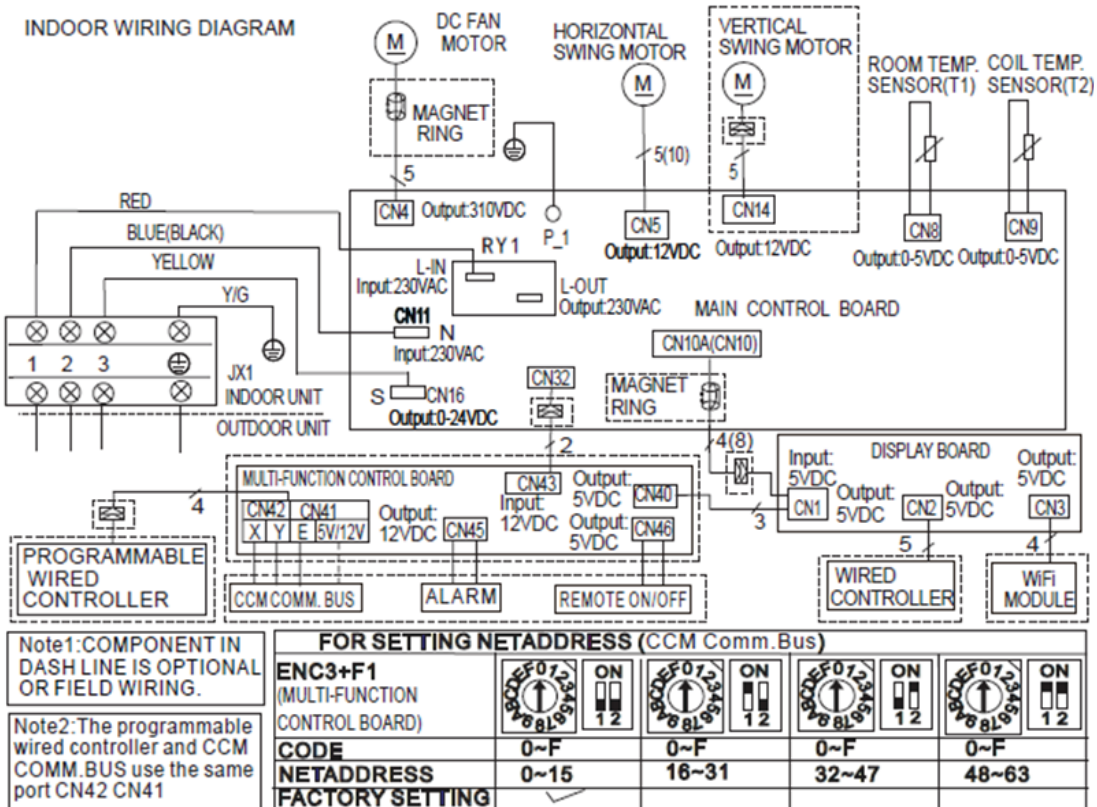 INDOOR WIRING DIAGRAM
M
DC FAN
MOTOR
MAGNET
RING
5
HORIZONTAL
SWING MOTOR
M
5(10)
VERTICAL
SWING MOTOR
M
5
ROOM TEMP.
SENSOR(T1)
COIL TEMP.
SENSOR(T2)
RED
BLUE(BLACK)
YELLOW
Y/G
1 2 3
JX1
INDOOR UNIT
OUTDOOR UNIT
CN4
Output:310VDC
P_1
CN5
Output:12VDC
CN14
Output:12VDC
CN8
Output:0-5VDC
CN9
Output:0-5VDC
RY1
L-IN
Input:230VAC
L-OUT
Output:230VAC
CN11
N
Input:230VAC
S
CN16
Output:0-24VDC
MAIN CONTROL BOARD
CN10A(CN10)
CN32
MAGNET
RING
2
4(8)
MULTI-FUNCTION CONTROL BOARD
CN42 CN41
X Y E 5V/12V
Output:
12VDC
CN45
CN43
Input:
12VDC
Output:
5VDC
CN40
Output:
5VDC
CN46
3
4
DISPLAY BOARD
Input:
5VDC
CN1
Output:
5VDC
CN2
Output:
5VDC
Output:
5VDC
CN3
5
4
PROGRAMMABLE
WIRED
CONTROLLER
CCM COMM. BUS
ALARM
REMOTE ON/OFF
WIRED
CONTROLLER
WiFi
MODULE
Note1:COMPONENT IN
DASH LINE IS OPTIONAL
OR FIELD WIRING.
Note2:The programmable
wired controller and CCM
COMM.BUS use the same
port CN42 CN41
FOR SETTING NETADDRESS (CCM Comm.Bus)
ENC3+F1
(MULTI-FUNCTION
CONTROL BOARD)
0123456789ABCDEF
ON
1 2
0123456789ABCDEF
ON
1 2
0123456789ABCDEF
ON
1 2
0123456789ABCDEF
ON
1 2
CODE 0~F 0~F 0~F 0~F
NETADDRESS 0~15 16~31 32~47 48~63
FACTORY SETTING